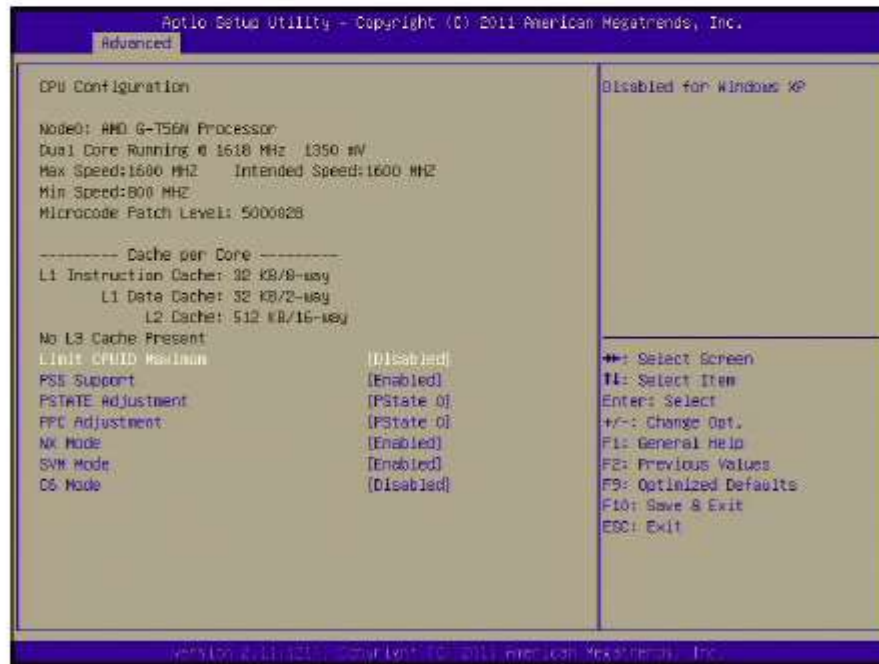 Aptio Setup Utility - Copyright (C) 2011 American Megatrends, Inc.
Advanced
CPU Configuration
Disabled for Windows XP
Node0: AMD G-T56N Processor
Dual Core Running @ 1618 MHz 1350 mV
Max Speed:1600 MHZ Intended Speed:1600 MHZ
Min Speed:800 MHZ
Microcode Patch Level: 5000028
--------- Cache per Core ---------
L1 Instruction Cache: 32 KB/8-way
L1 Data Cache: 32 KB/2-way
L2 Cache: 512 KB/16-way
No L3 Cache Present
Limit CPUID Maximum [Disabled]
PSS Support [Enabled]
PSTATE Adjustment [PState 0]
PPC Adjustment [PState 0]
NX Mode [Enabled]
SVM Mode [Enabled]
C6 Mode [Disabled]
→←: Select Screen
↑↓: Select Item
Enter: Select
+/-: Change Opt.
F1: General Help
F2: Previous Values
F9: Optimized Defaults
F10: Save & Exit
ESC: Exit
Version Copyright (C) 2011 American Megatrends, Inc.